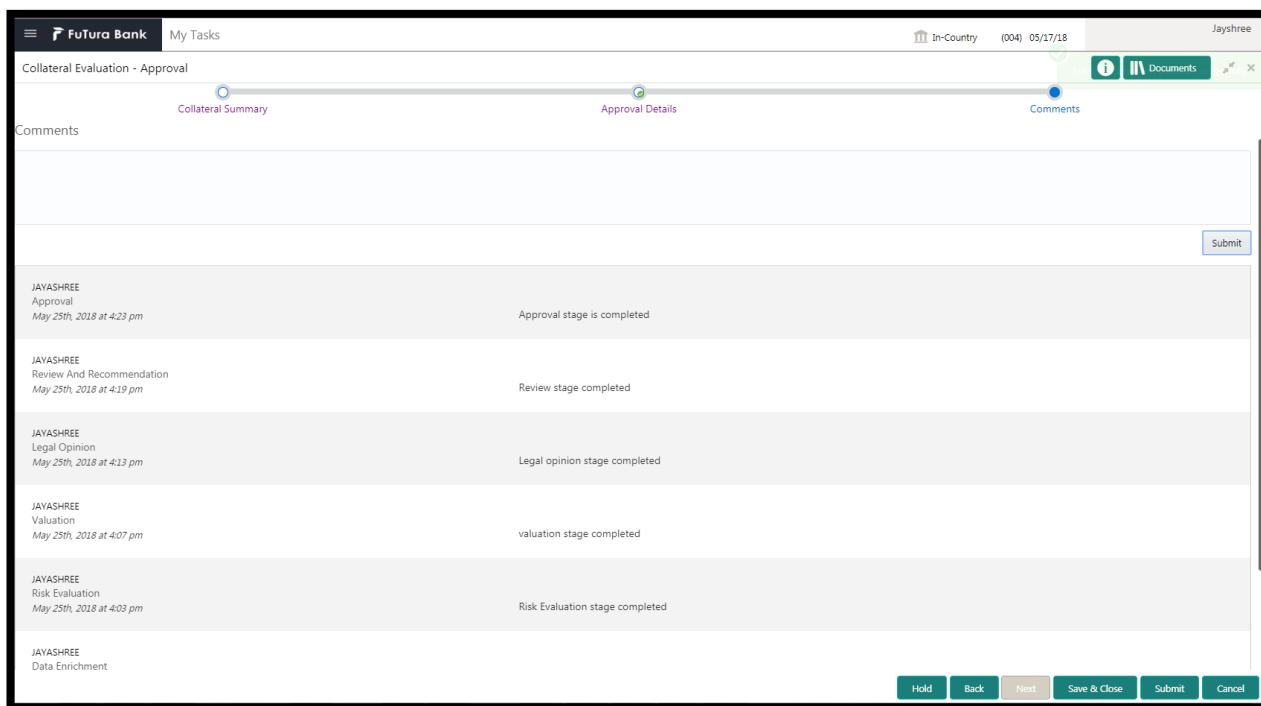 FuTura Bank My Tasks In-Country (004) 05/17/18 Jayshree
Collateral Evaluation - Approval Documents
Collateral Summary Approval Details Comments
Comments
Submit
JAYASHREE
Approval
May 25th, 2018 at 4:23 pm Approval stage is completed
JAYASHREE
Review And Recommendation
May 25th, 2018 at 4:19 pm Review stage completed
JAYASHREE
Legal Opinion
May 25th, 2018 at 4:13 pm Legal opinion stage completed
JAYASHREE
Valuation
May 25th, 2018 at 4:07 pm valuation stage completed
JAYASHREE
Risk Evaluation
May 25th, 2018 at 4:03 pm Risk Evaluation stage completed
JAYASHREE
Data Enrichment
Hold Back Next Save & Close Submit Cancel